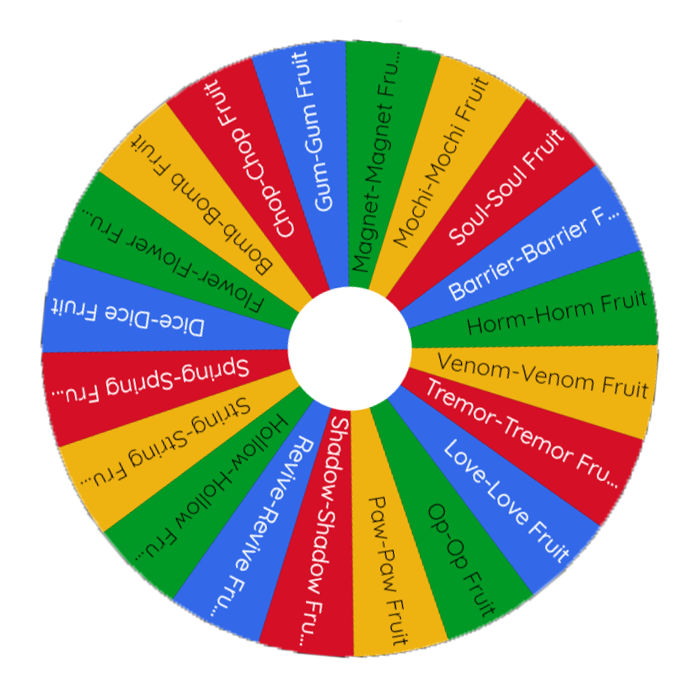 Gum-Gum Fruit
Magnet-Magnet Fru...
Mochi-Mochi Fruit
Soul-Soul Fruit
Barrier-Barrier F...
Horm-Horm Fruit
Venom-Venom Fruit
Tremor-Tremor Fru...
Love-Love Fruit
Op-Op Fruit
Paw-Paw Fruit
Shadow-Shadow Fru...
Revive-Revive Fru...
Hollow-Hollow Fru...
String-String Fru...
Spring-Spring Fru...
Dice-Dice Fruit
Flower-Flower Fru...
Bomb-Bomb Fruit
Chop-Chop Fruit